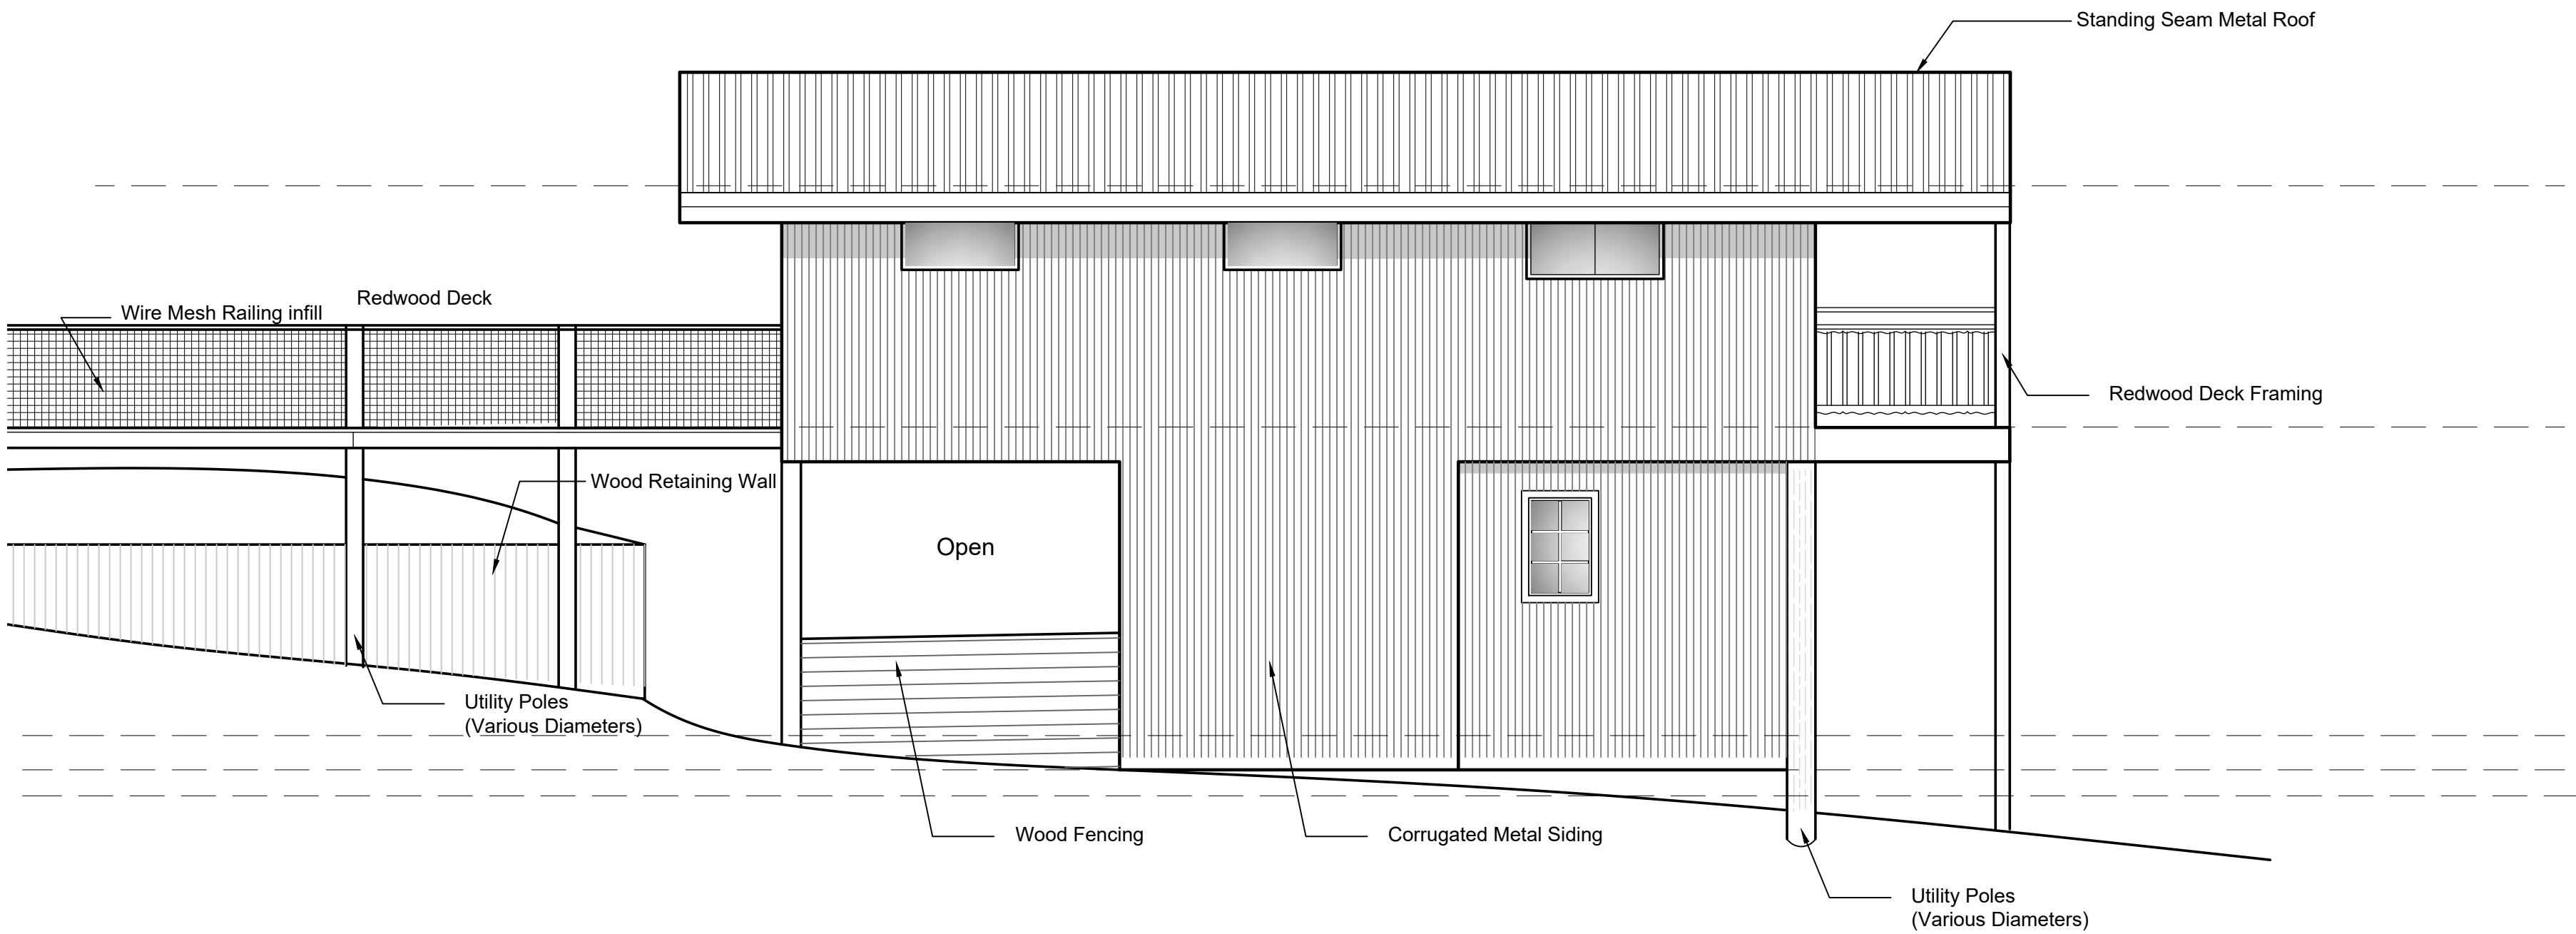 Standing Seam Metal Roof
Redwood Deck
Wire Mesh Railing infill
Redwood Deck Framing
Wood Retaining Wall
Open
Utility Poles
(Various Diameters)
Wood Fencing
Corrugated Metal Siding
Utility Poles
(Various Diameters)